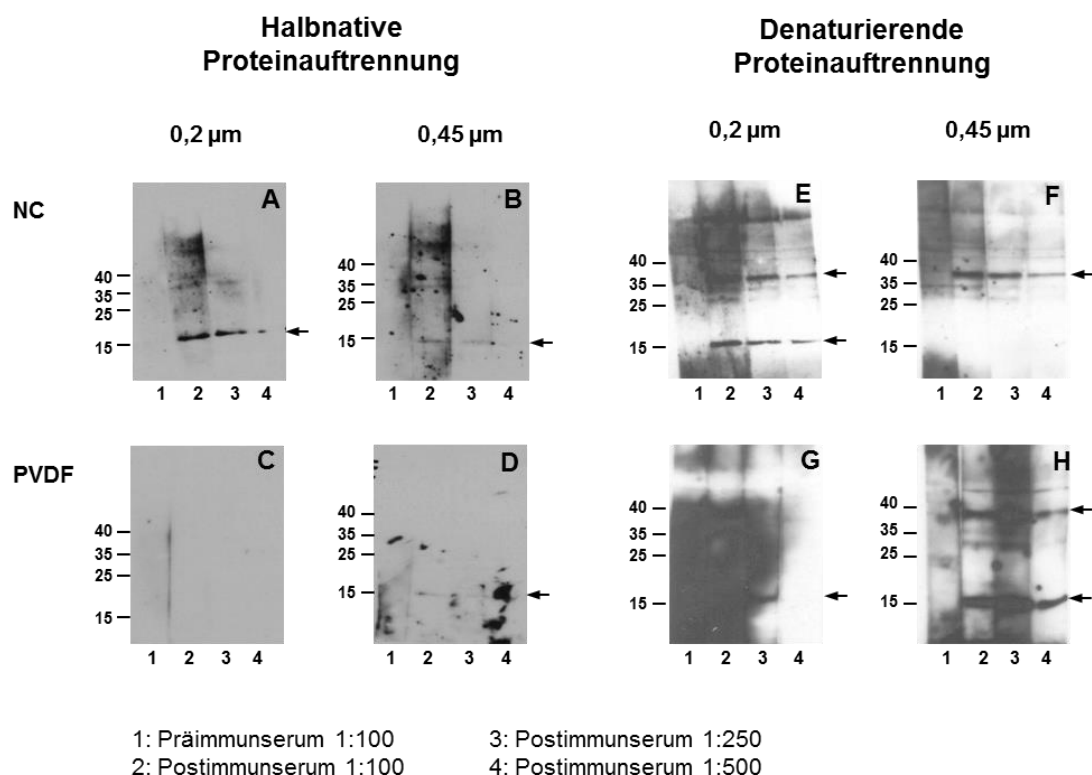 Halbnative
Proteinauftrennung
Denaturierende
Proteinauftrennung
0,2 µm
0,45 µm
0,2 µm
0,45 µm
NC
A
40
35
25
15
1 2 3 4
B
40
35
25
15
1 2 3 4
E
40
35
25
15
1 2 3 4
F
40
35
25
15
1 2 3 4
PVDF
C
40
35
25
15
1 2 3 4
D
40
35
25
15
1 2 3 4
G
40
35
25
15
1 2 3 4
H
40
35
25
15
1 2 3 4
1: Präimmunserum 1:100
3: Postimmunserum 1:250
2: Postimmunserum 1:100
4: Postimmunserum 1:500